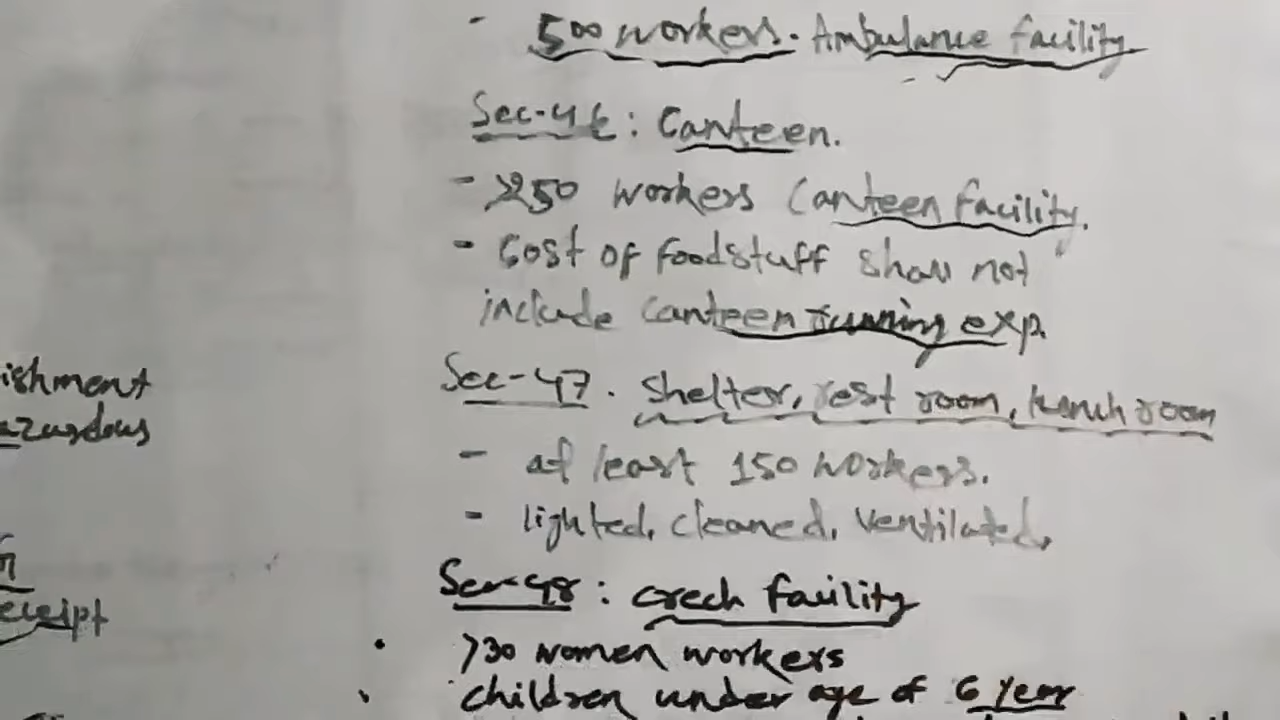 - 500 workers. Ambulance facility
Sec-46: Canteen.
- >250 workers Canteen facility.
- Cost of foodstuff shall not
include canteen running exp.
ishment
Sec-47. Shelter, rest room, lunch room
azardous
- at least 150 workers.
- lighted, cleaned, ventilated,
Sec-48: crech facility
eceipt
• >30 women workers
children under age of 6 year